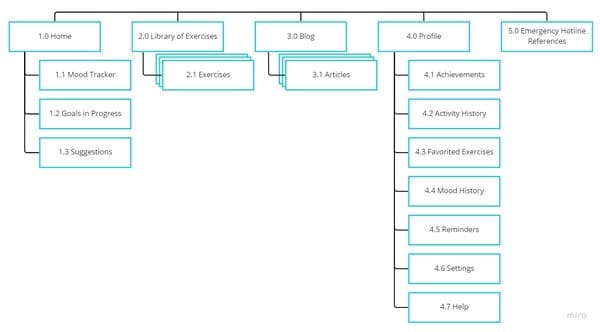 1.0 Home
2.0 Library of Exercises
3.0 Blog
4.0 Profile
5.0 Emergency Hotline
References
1.1 Mood Tracker
2.1 Exercises
3.1 Articles
4.1 Achievements
1.2 Goals in Progress
4.2 Activity History
1.3 Suggestions
4.3 Favorited Exercises
4.4 Mood History
4.5 Reminders
4.6 Settings
4.7 Help
miro